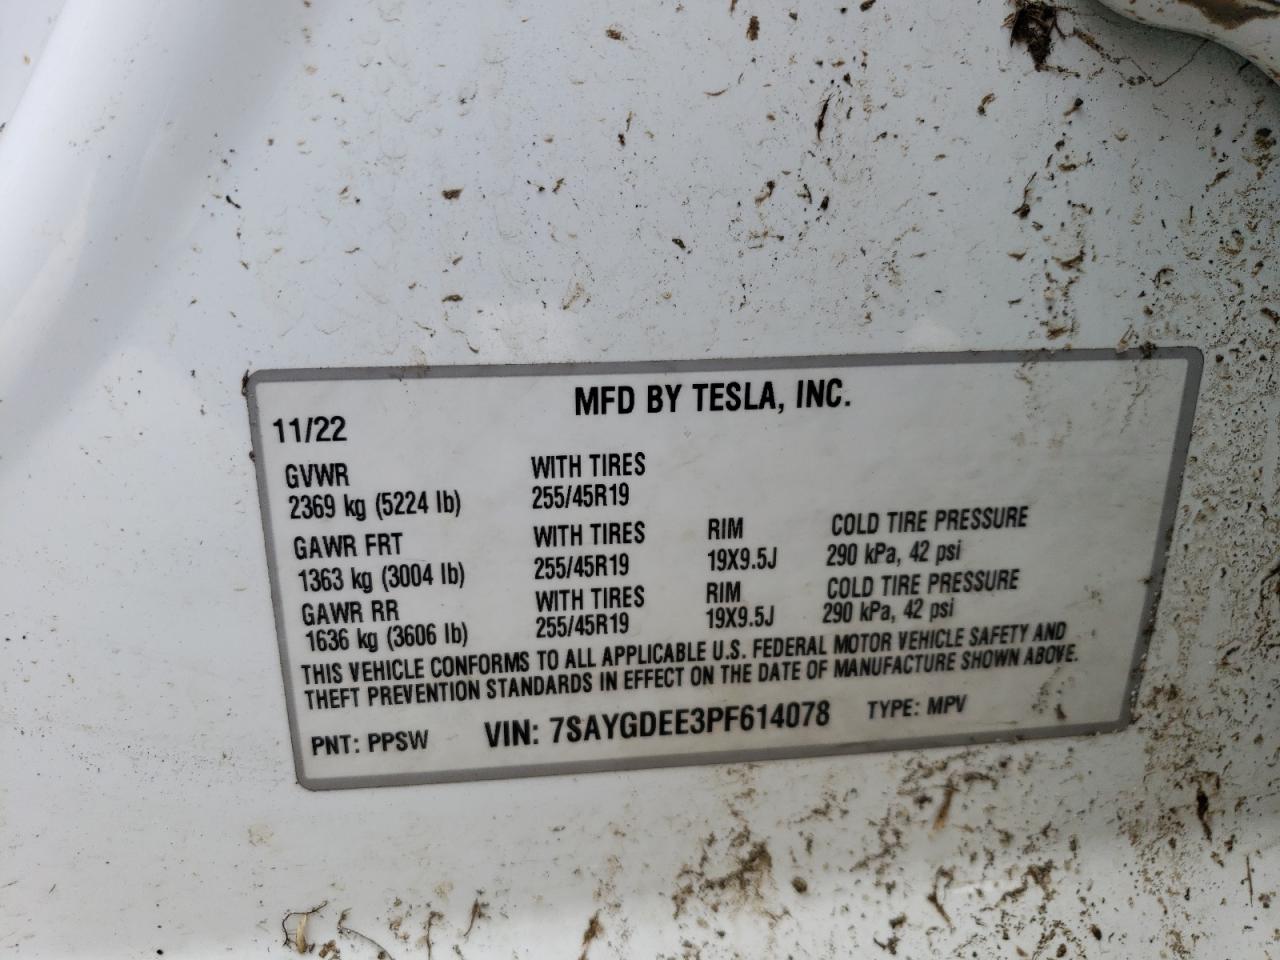 MFD BY TESLA, INC.
11/22
GVWR WITH TIRES
2369 kg (5224 lb) 255/45R19
GAWR FRT WITH TIRES RIM COLD TIRE PRESSURE
1363 kg (3004 lb) 255/45R19 19X9.5J 290 kPa, 42 psi
GAWR RR WITH TIRES RIM COLD TIRE PRESSURE
1636 kg (3606 lb) 255/45R19 19X9.5J 290 kPa, 42 psi
THIS VEHICLE CONFORMS TO ALL APPLICABLE U.S. FEDERAL MOTOR VEHICLE SAFETY AND
THEFT PREVENTION STANDARDS IN EFFECT ON THE DATE OF MANUFACTURE SHOWN ABOVE.
PNT: PPSW VIN: 7SAYGDEE3PF614078 TYPE: MPV